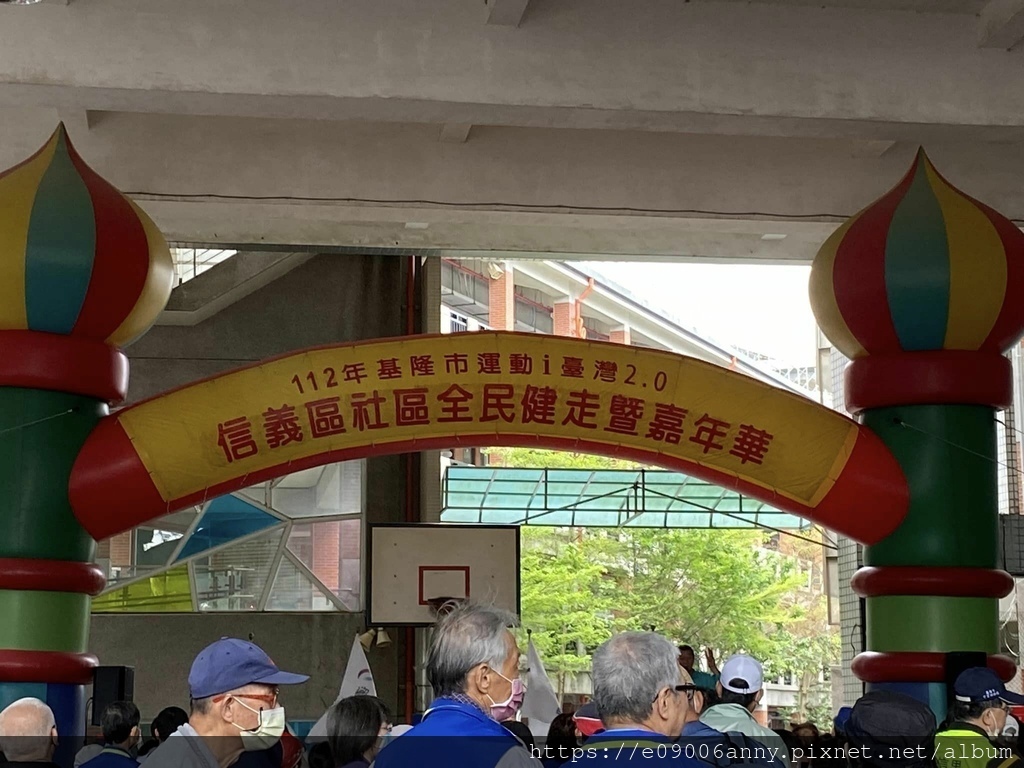 112年基隆市運動i臺灣2.0
信義區社區全民健走暨嘉年華
https://e09006anny.pixnet.net/album